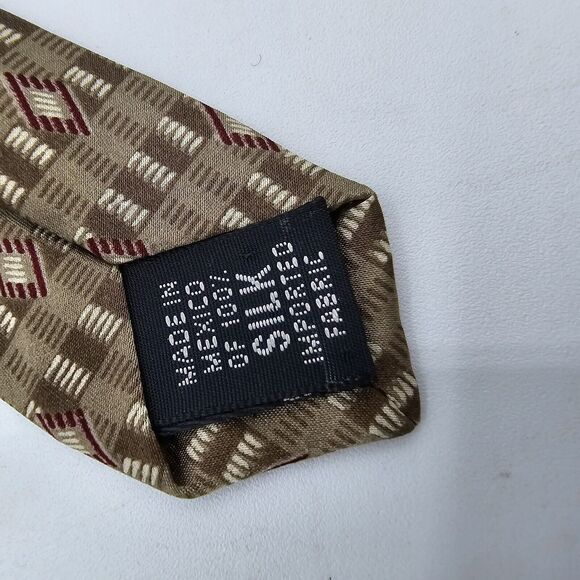 MADE IN
MEXICO
OF 100%
SILK
IMPORTED
FABRIC